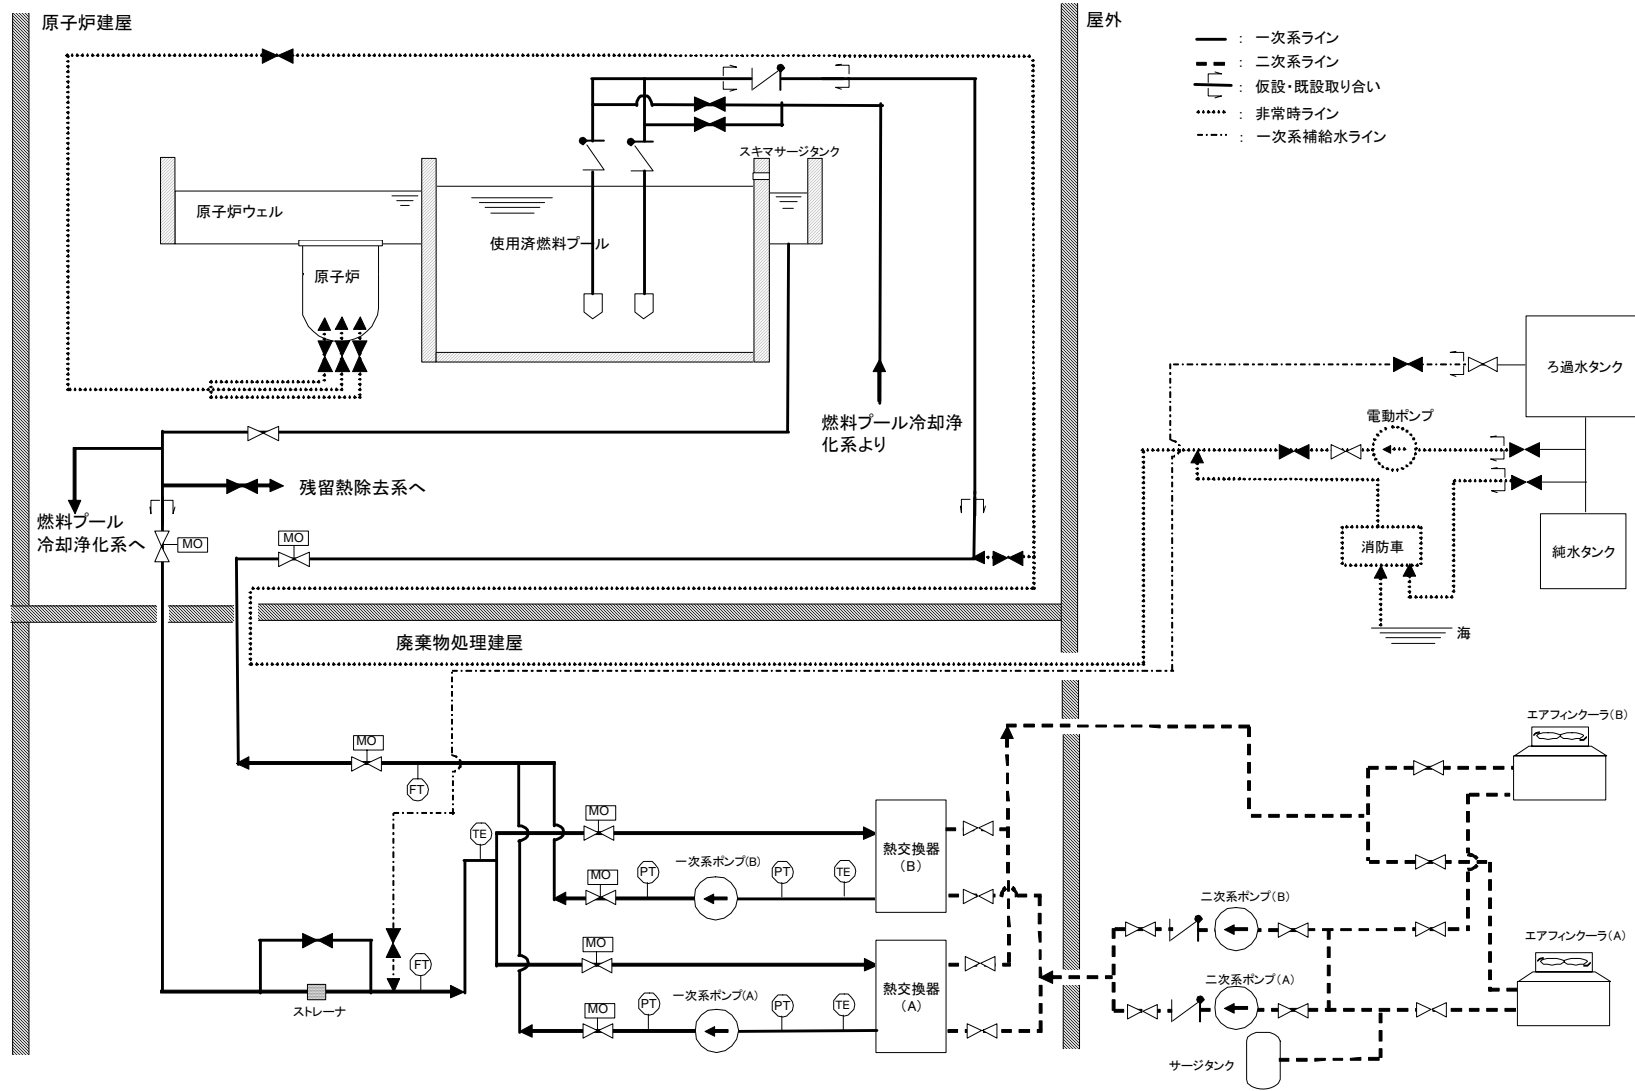 原子炉建屋
屋外
： 一次系ライン
： 二次系ライン
： 仮設・既設取り合い
： 非常時ライン
： 一次系補給水ライン
スキマサージタンク
原子炉ウェル
使用済燃料プール
原子炉
ろ過水タンク
電動ポンプ
燃料プール冷却浄
化系より
残留熱除去系へ
燃料プール
冷却浄化系へ
MO
MO
消防車
純水タンク
海
廃棄物処理建屋
エアフィンクーラ(B)
MO
FT
MO
TE
熱交換器
(B)
一次系ポンプ(B)
MO
PT
PT
TE
二次系ポンプ(B)
エアフィンクーラ(A)
MO
FT
熱交換器
(A)
二次系ポンプ(A)
一次系ポンプ(A)
MO
PT
PT
TE
ストレーナ
サージタンク